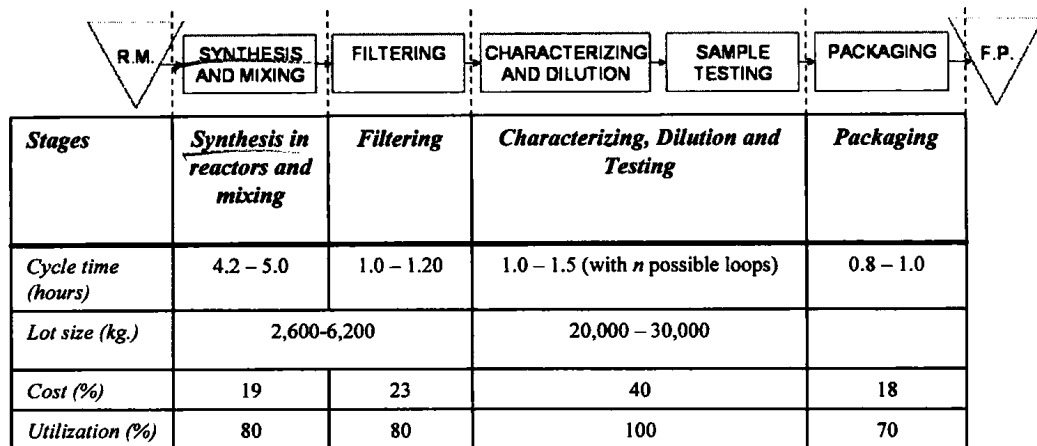 R.M.
SYNTHESIS
AND MIXING
FILTERING
CHARACTERIZING
AND DILUTION
SAMPLE
TESTING
PACKAGING
F.P.
Stages
Synthesis in
reactors and
mixing
Filtering
Characterizing, Dilution and
Testing
Packaging
Cycle time
(hours)
4.2 – 5.0
1.0 – 1.20
1.0 – 1.5 (with n possible loops)
0.8 – 1.0
Lot size (kg.)
2,600-6,200
20,000 – 30,000
Cost (%)
19
23
40
18
Utilization (%)
80
80
100
70